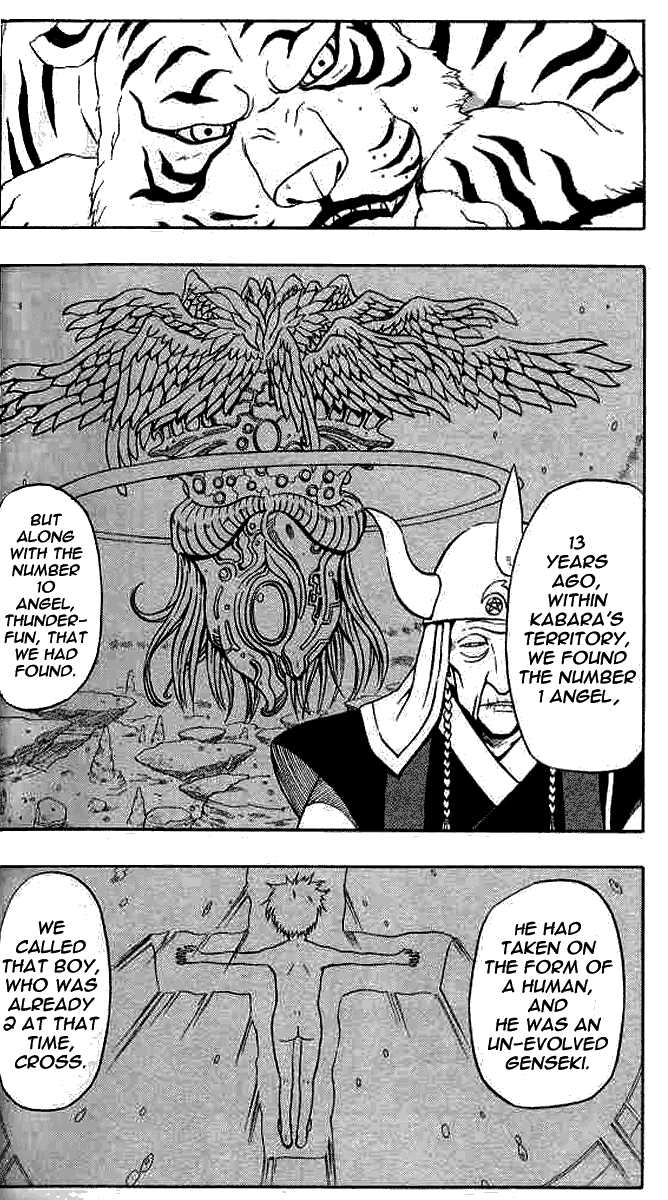 13
YEARS
AGO,
WITHIN
KABARA'S
TERRITORY,
WE FOUND
THE NUMBER
1 ANGEL,
BUT
ALONG
WITH THE
NUMBER
10
ANGEL,
THUNDER-
FUN, THAT
WE HAD
FOUND.
HE HAD
TAKEN ON
THE FORM OF
A HUMAN,
AND
HE WAS AN
UN-EVOLVED
GENSEKI.
WE
CALLED
THAT BOY,
WHO WAS
ALREADY
2 AT THAT
TIME,
CROSS.